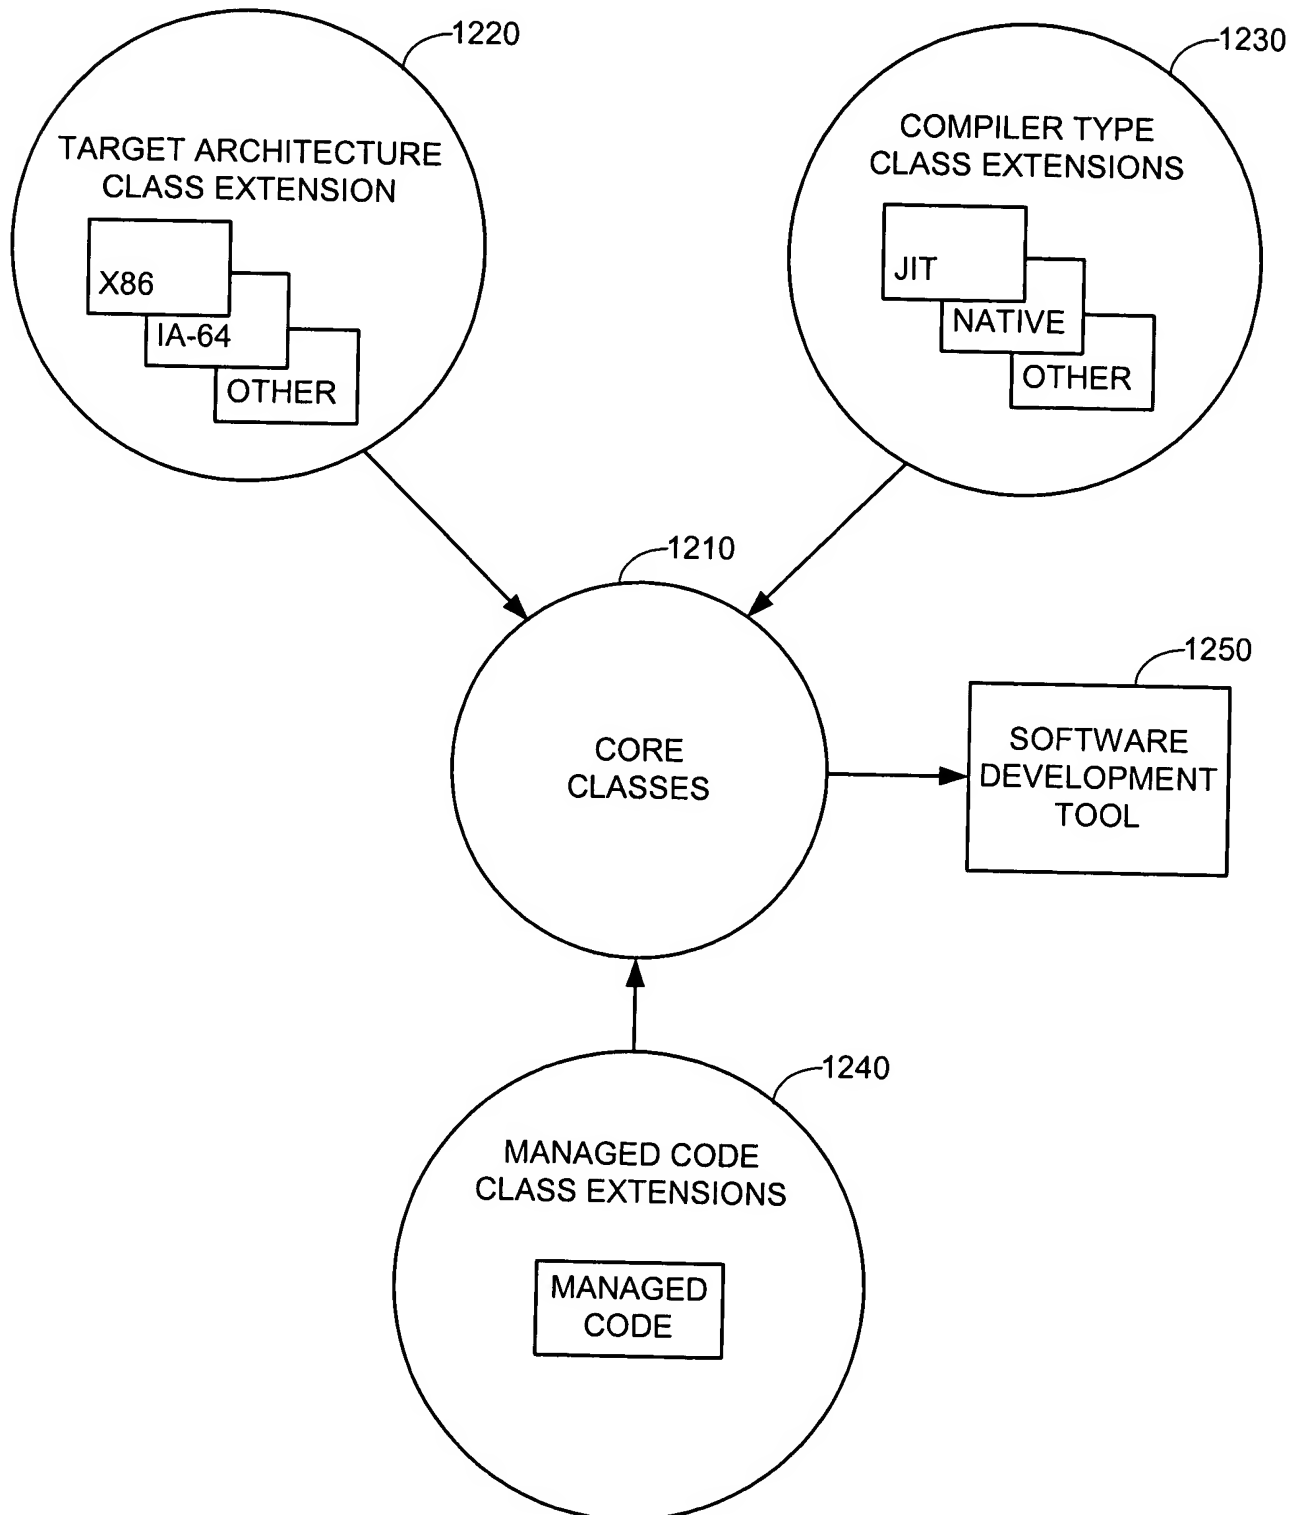 1220
TARGET ARCHITECTURE
CLASS EXTENSION
X86
IA-64
OTHER
1230
COMPILER TYPE
CLASS EXTENSIONS
JIT
NATIVE
OTHER
1210
CORE
CLASSES
1250
SOFTWARE
DEVELOPMENT
TOOL
1240
MANAGED CODE
CLASS EXTENSIONS
MANAGED
CODE